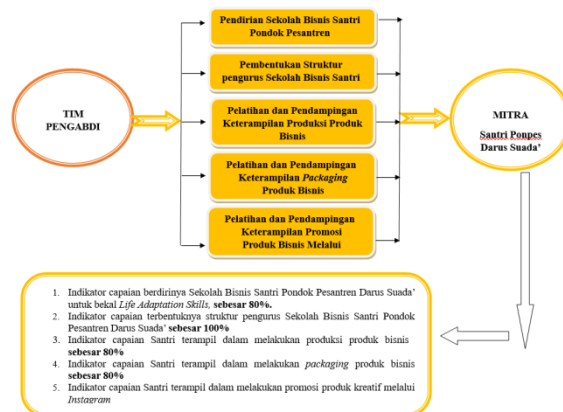 TIM
PENGABDI
Pendirian Sekolah Bisnis Santri
Pondok Pesantren
Pembentukan Struktur
pengurus Sekolah Bisnis Santri
Pelatihan dan Pendampingan
Keterampilan Produksi Produk
Bisnis
Pelatihan dan Pendampingan
Keterampilan Packaging
Produk Bisnis
Pelatihan dan Pendampingan
Keterampilan Promosi
Produk Bisnis Melalui
MITRA
Santri Ponpes
Darus Suada’
1. Indikator capaian berdirinya Sekolah Bisnis Santri Pondok Pesantren Darus Suada’
untuk bekal Life Adaptation Skills, sebesar 80%.
2. Indikator capaian terbentuknya struktur pengurus Sekolah Bisnis Santri Pondok
Pesantren Darus Suada’ sebesar 100%
3. Indikator capaian Santri terampil dalam melakukan produksi produk bisnis
sebesar 80%
4. Indikator capaian Santri terampil dalam melakukan packaging produk bisnis
sebesar 80%
5. Indikator capaian Santri terampil dalam melakukan promosi produk kreatif melalui
Instagram